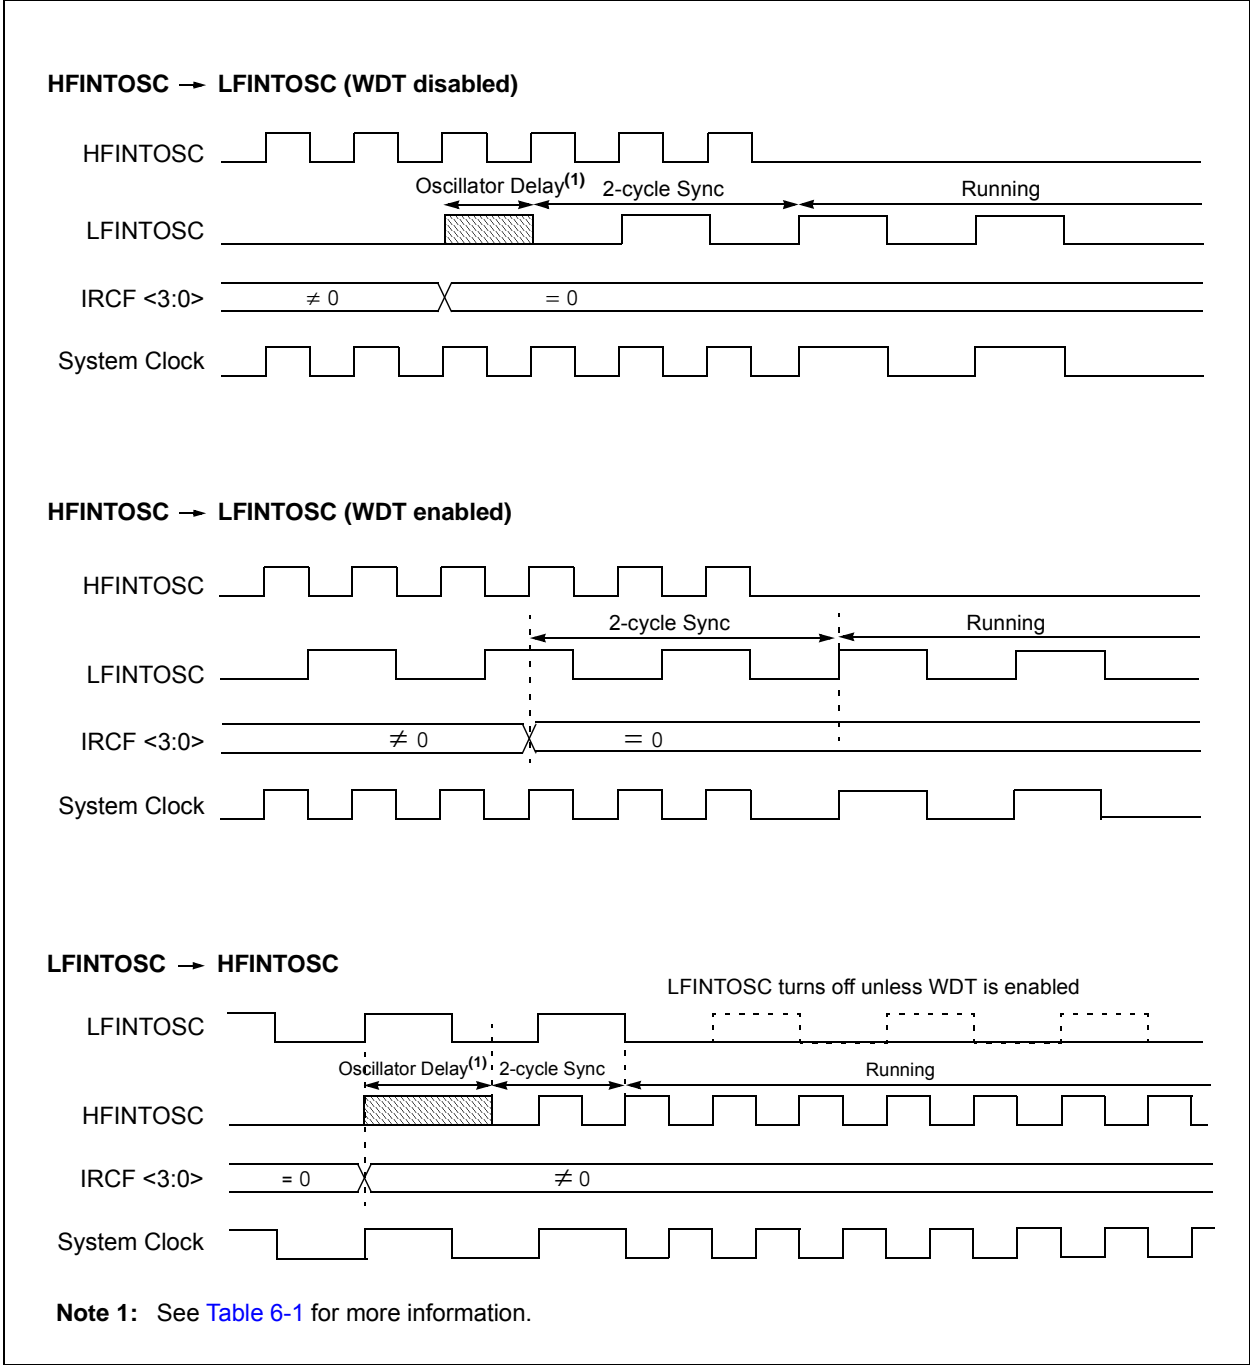 HFINTOSC → LFINTOSC (WDT disabled)
HFINTOSC
Oscillator Delay(1) 2-cycle Sync Running
LFINTOSC
IRCF <3:0> ≠ 0 = 0
System Clock
HFINTOSC → LFINTOSC (WDT enabled)
HFINTOSC
2-cycle Sync Running
LFINTOSC
IRCF <3:0> ≠ 0 = 0
System Clock
LFINTOSC → HFINTOSC
LFINTOSC turns off unless WDT is enabled
LFINTOSC
Oscillator Delay(1) 2-cycle Sync Running
HFINTOSC
IRCF <3:0> = 0 ≠ 0
System Clock
Note 1: See Table 6-1 for more information.